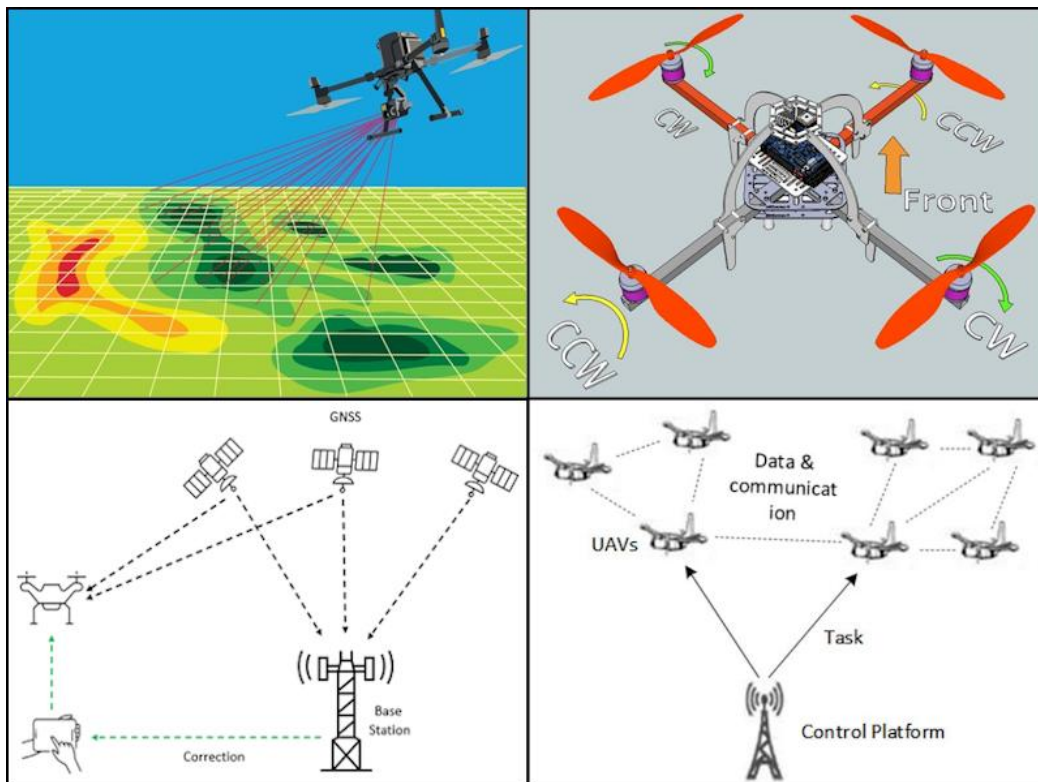 CW
CCW
Front
CCW
CW
GNSS
Base
Station
Correction
Data &
communicat
ion
UAVs
Task
Control Platform